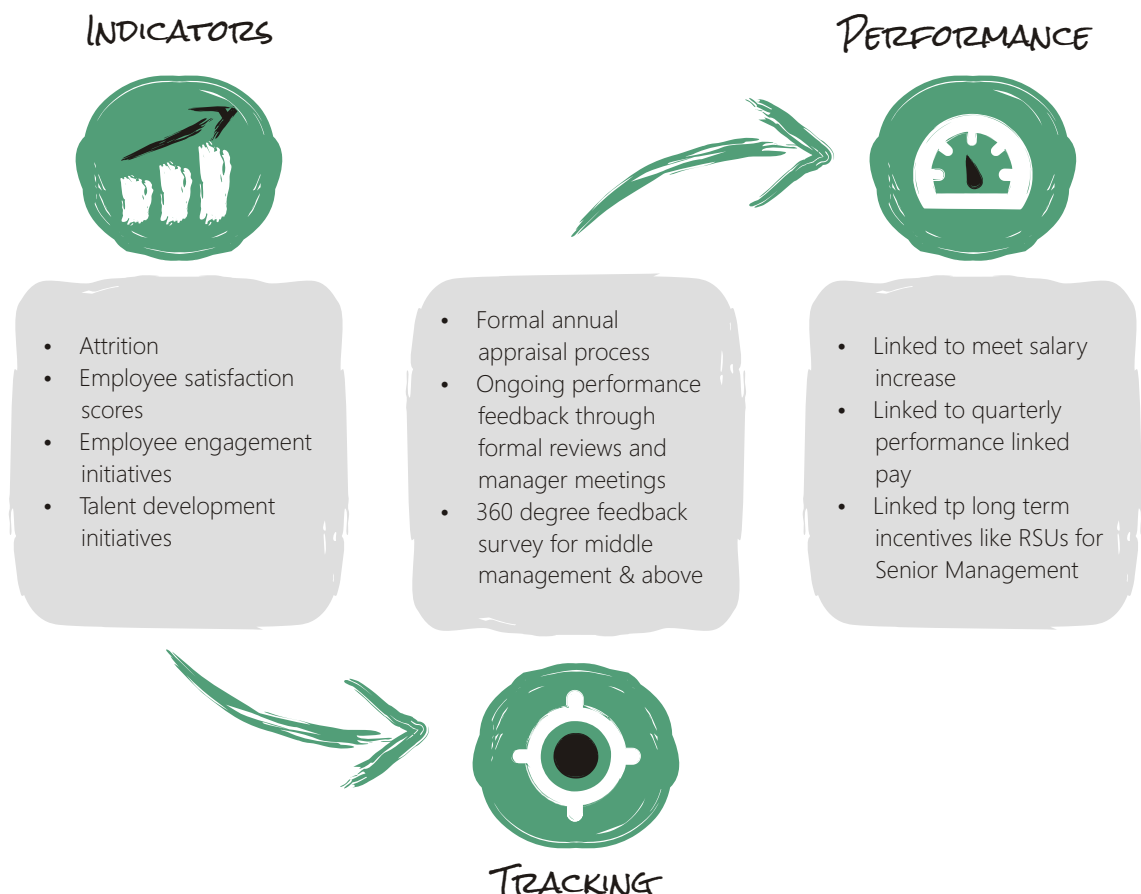 INDICATORS
• Attrition
• Employee satisfaction
scores
• Employee engagement
initiatives
• Talent development
initiatives
• Formal annual
appraisal process
• Ongoing performance
feedback through
formal reviews and
manager meetings
• 360 degree feedback
survey for middle
management & above
TRACKING
PERFORMANCE
• Linked to meet salary
increase
• Linked to quarterly
performance linked
pay
• Linked tp long term
incentives like RSUs for
Senior Management